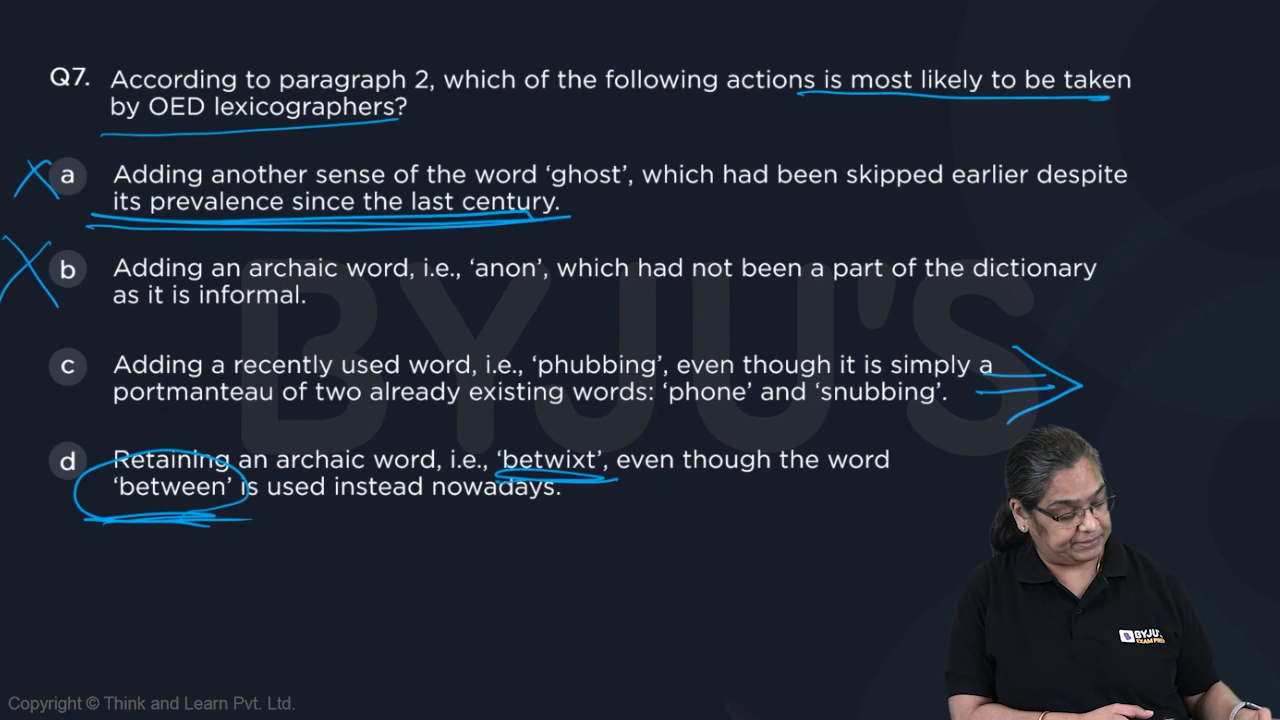 Q7. According to paragraph 2, which of the following actions is most likely to be taken
by OED lexicographers?
a Adding another sense of the word ‘ghost’, which had been skipped earlier despite
its prevalence since the last century.
b Adding an archaic word, i.e., ‘anon’, which had not been a part of the dictionary
as it is informal.
c Adding a recently used word, i.e., ‘phubbing’, even though it is simply a
portmanteau of two already existing words: ‘phone’ and ‘snubbing’.
d Retaining an archaic word, i.e., ‘betwixt’, even though the word
‘between’ is used instead nowadays.
BYJU'S
BYJU'S
EXAM PREP
Copyright © Think and Learn Pvt. Ltd.